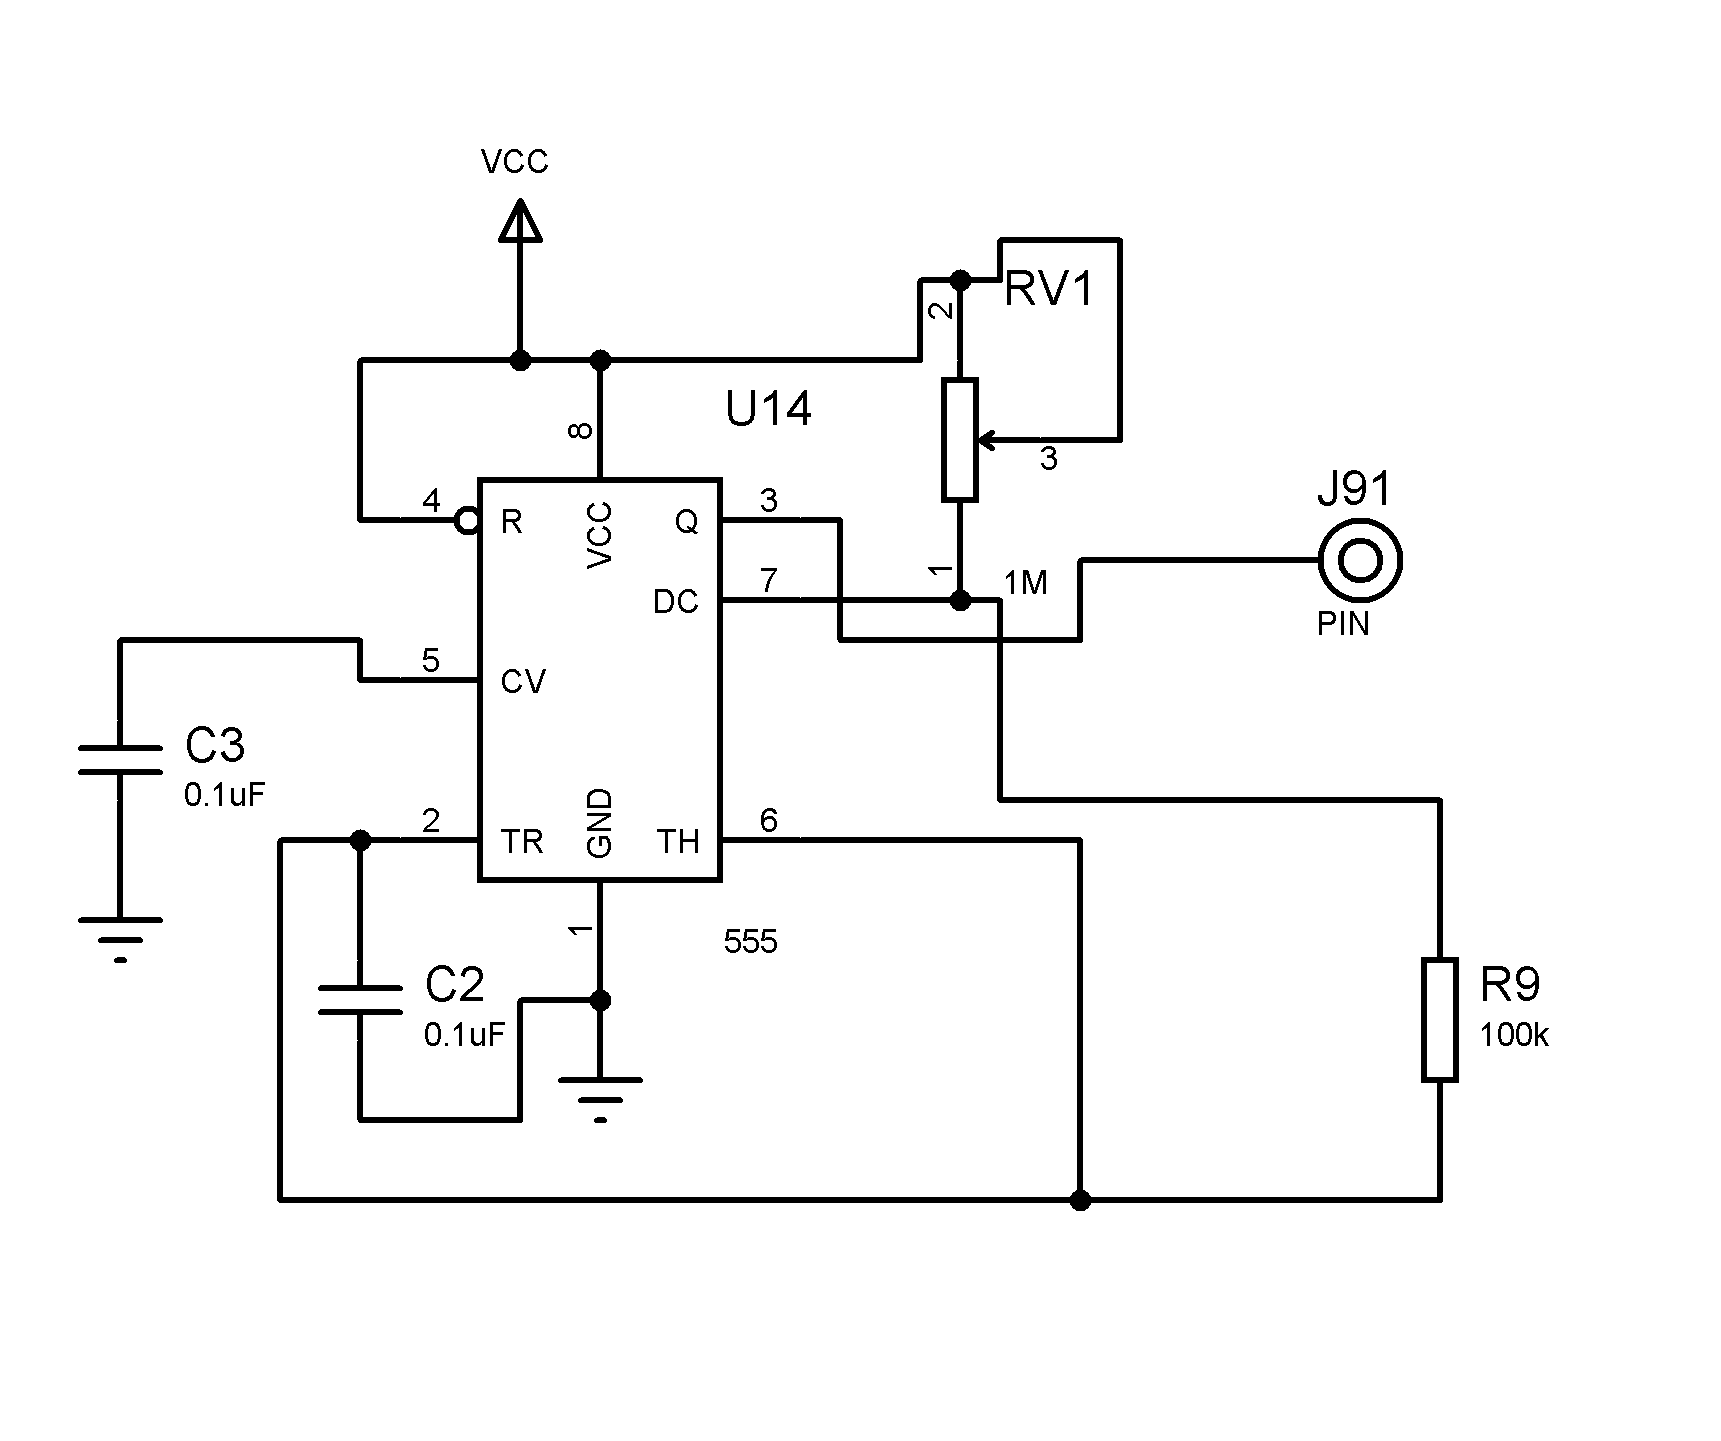 VCC
RV1
2
U14
8
3
4
R
VCC
Q
3
J91
1
1M
7
DC
PIN
5
CV
C3
0.1uF
2
TR
GND
TH
6
1
555
C2
0.1uF
R9
100k